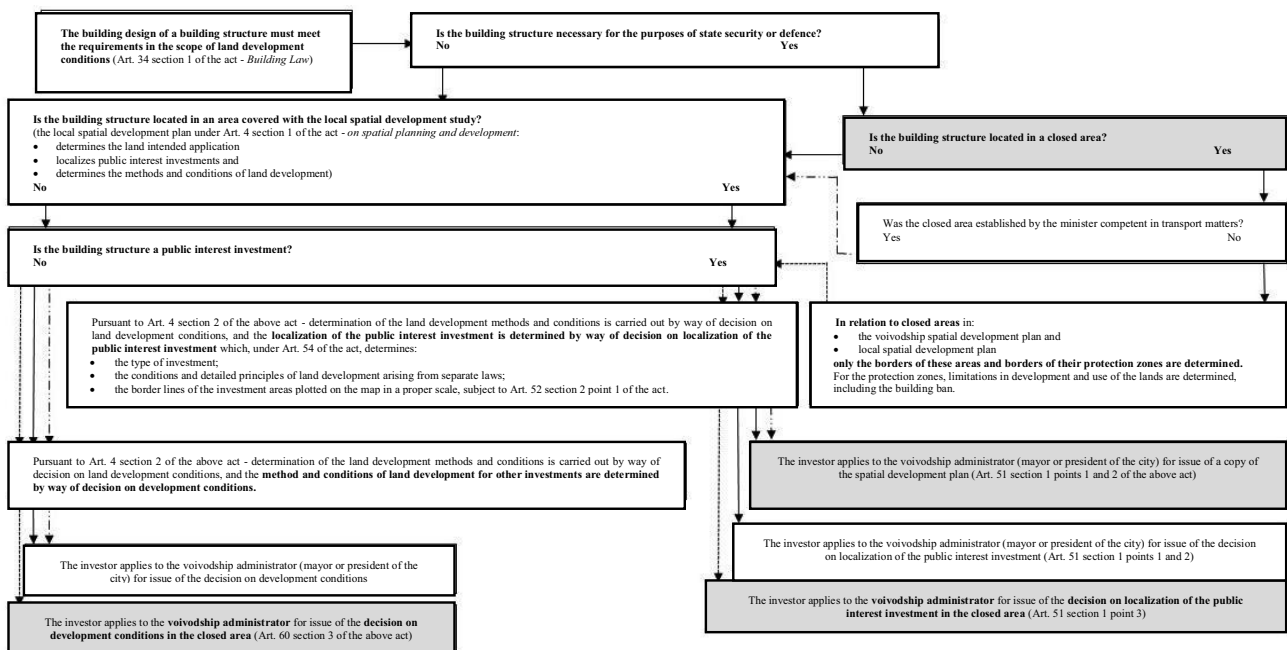 The building design of a building structure must meet
the requirements in the scope of land development
conditions (Art. 34 section 1 of the act - Building Law)
Is the building structure necessary for the purposes of state security or defence?
No Yes
Is the building structure located in an area covered with the local spatial development study?
(the local spatial development plan under Art. 4 section 1 of the act - on spatial planning and development:
• determines the land intended application
• localizes public interest investments and
• determines the methods and conditions of land development)
No Yes
Is the building structure located in a closed area?
No Yes
Was the closed area established by the minister competent in transport matters?
Yes No
Is the building structure a public interest investment?
No Yes
Pursuant to Art. 4 section 2 of the above act - determination of the land development methods and conditions is carried out by way of decision on
land development conditions, and the localization of the public interest investment is determined by way of decision on localization of the
public interest investment which, under Art. 54 of the act, determines:
• the type of investment;
• the conditions and detailed principles of land development arising from separate laws;
• the border lines of the investment areas plotted on the map in a proper scale, subject to Art. 52 section 2 point 1 of the act.
In relation to closed areas in:
• the voivodship spatial development plan and
• local spatial development plan
only the borders of these areas and borders of their protection zones are determined.
For the protection zones, limitations in development and use of the lands are determined,
including the building ban.
Pursuant to Art. 4 section 2 of the above act - determination of the land development methods and conditions is carried out by way of
decision on land development conditions, and the method and conditions of land development for other investments are determined
by way of decision on development conditions.
The investor applies to the voivodship administrator (mayor or president of the city) for issue of a copy of
the spatial development plan (Art. 51 section 1 points 1 and 2 of the above act)
The investor applies to the voivodship administrator (mayor or president of the city) for issue of the decision
on localization of the public interest investment (Art. 51 section 1 points 1 and 2)
The investor applies to the voivodship administrator (mayor or president of the
city) for issue of the decision on development conditions
The investor applies to the voivodship administrator for issue of the decision on localization of the public
interest investment in the closed area (Art. 51 section 1 point 3)
The investor applies to the voivodship administrator for issue of the decision on
development conditions in the closed area (Art. 60 section 3 of the above act)